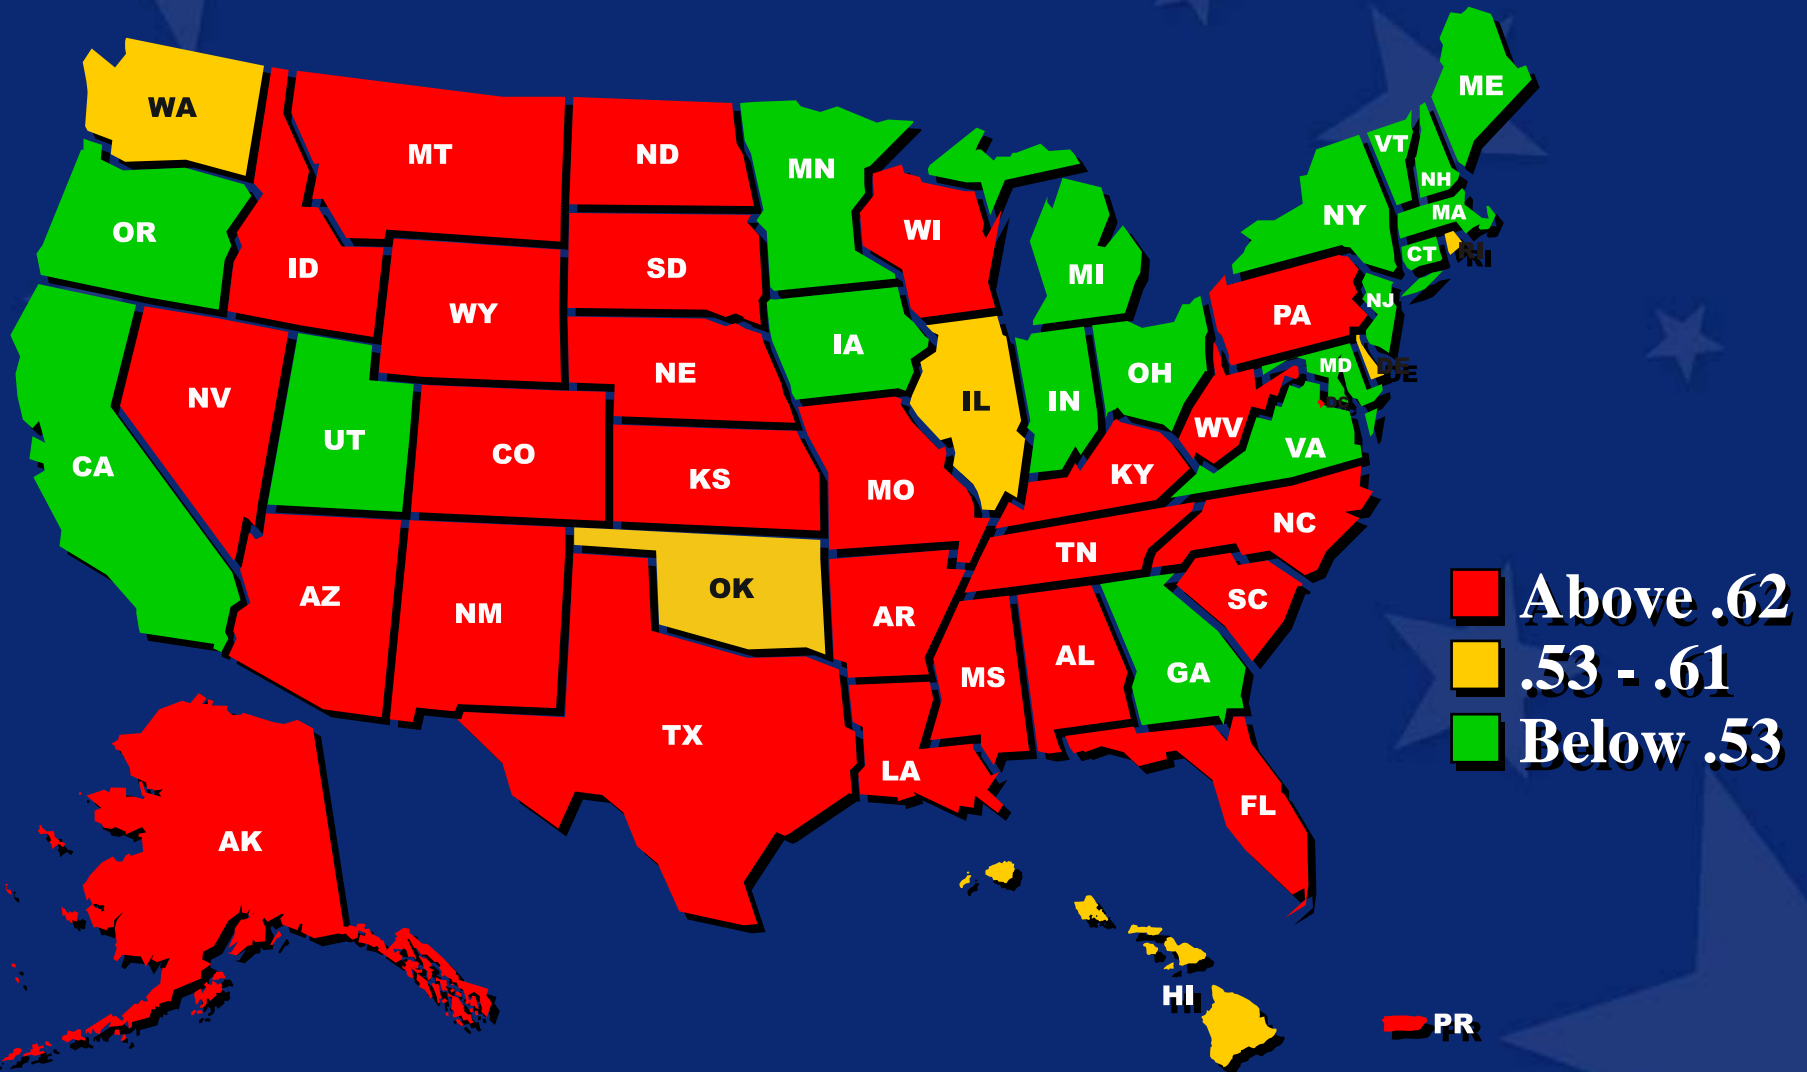 WA
ME
VT
MT
ND
MN
NH
OR
NY
MA
WI
CT
RI
ID
SD
MI
WY
PA
NJ
IA
MD
DE
NE
OH
NV
IL
IN
WV
UT
VA
CO
CA
KS
KY
MO
NC
TN
OK
AZ
SC
NM
AR
AL
GA
MS
TX
LA
FL
AK
HI
PR
Above .62
.53 - .61
Below .53